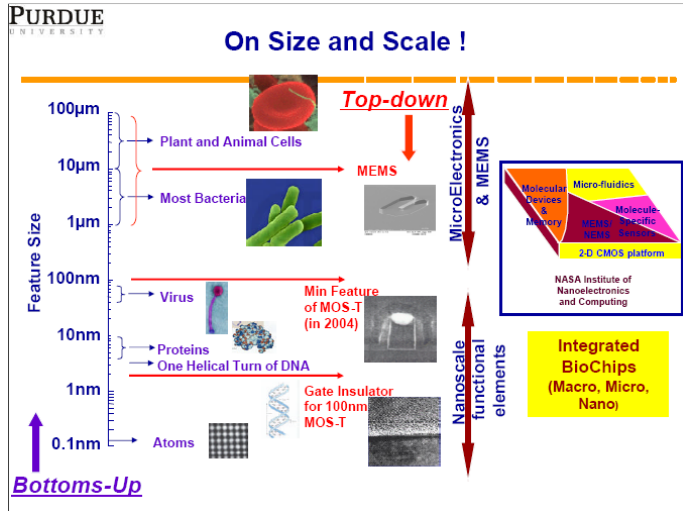 PURDUE
UNIVERSITY
On Size and Scale !
Top-down
Feature Size
100μm
10μm
1μm
100nm
10nm
1nm
0.1nm
Plant and Animal Cells
Most Bacteria
Virus
Proteins
One Helical Turn of DNA
Atoms
MEMS
Min Feature
of MOS-T
(in 2004)
Gate Insulator
for 100nm
MOS-T
MicroElectronics
& MEMS
Nanoscale
functional
elements
Molecular
Devices
&
Memory
Micro-fluidics
Molecule-
Specific
Sensors
MEMS/
NEMS
2-D CMOS platform
NASA Institute of
Nanoelectronics
and Computing
Integrated
BioChips
(Macro, Micro,
Nano)
Bottoms-Up